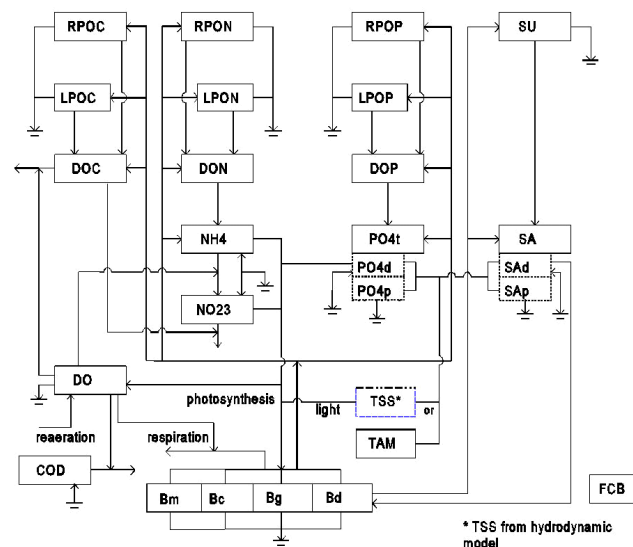 RPOC RPON RPOP SU
LPOC LPON LPOP
DOC DON DOP
NH4 PO4t SA
PO4d SAd
PO4p SAp
NO23
DO
photosynthesis
light TSS* or
reaeration respiration TAM
COD
Bm Bc Bg Bd FCB
* TSS from hydrodynamic
model